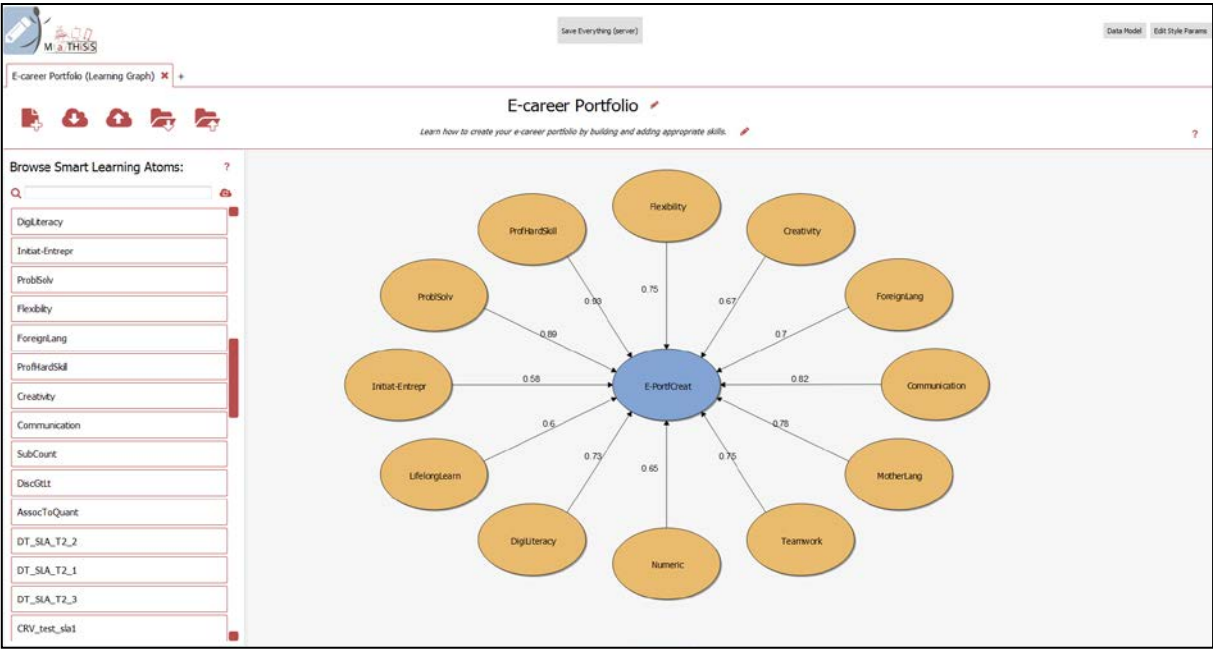 MaTHiSiS
Save Everything (server)
Data Model Edit Style Params
E-career Portfolio (Learning Graph) ✖ +
E-career Portfolio
Learn how to create your e-career portfolio by building and adding appropriate skills.
?
Browse Smart Learning Atoms: ?
DigiLiteracy
Initiat-Entrepr
ProblSolv
Flexibility
ForeignLang
ProfHardSkill
Creativity
Communication
SubCount
DiscGtLt
AssocToQuant
DT_SLA_T2_2
DT_SLA_T2_1
DT_SLA_T2_3
CRV_test_sla1
Flexibility
ProfHardSkill
Creativity
ProblSolv
ForeignLang
0.75
0.93
0.67
0.89
0.7
Initiat-Entrepr
0.58
E-PortfCreat
0.82
Communication
0.6
0.78
0.73
0.65
0.75
LifelongLearn
MotherLang
DigiLiteracy
Teamwork
Numeric